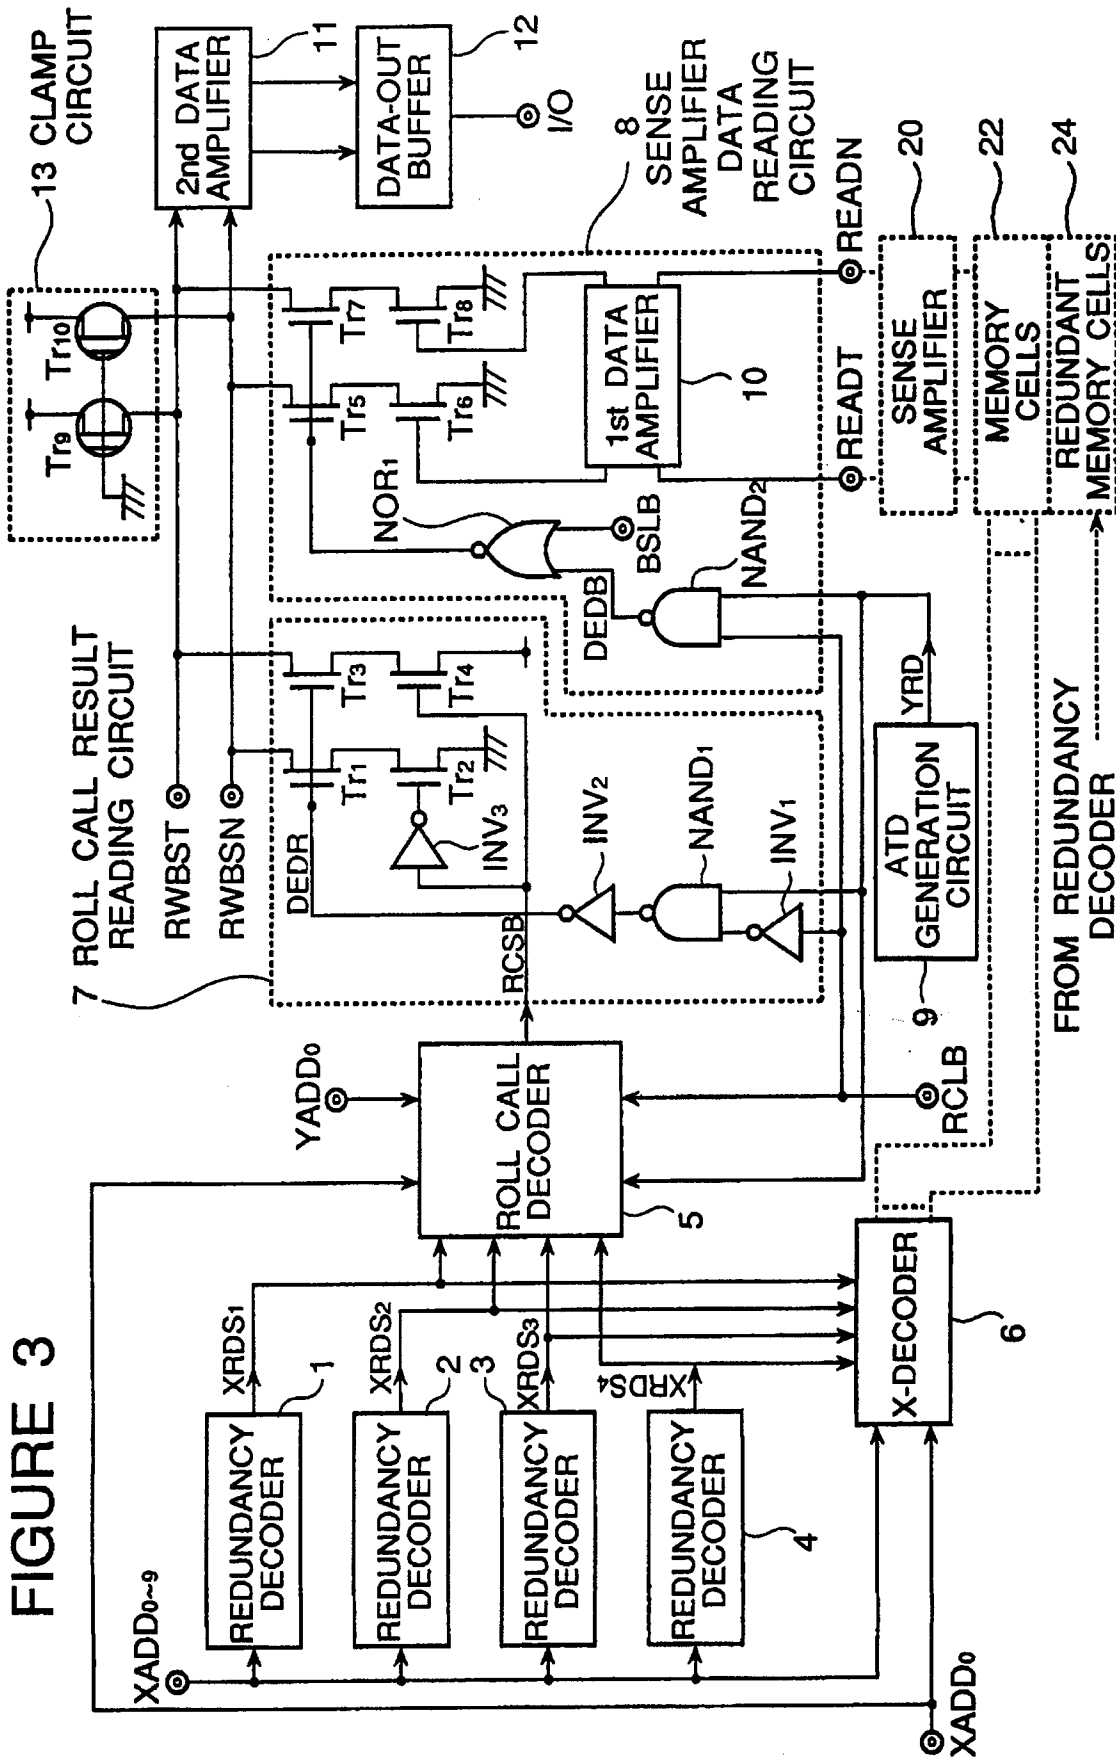 FIGURE 3
XADD0~9
REDUNDANCY
DECODER
1
XRDS1
REDUNDANCY
DECODER
2
XRDS2
REDUNDANCY
DECODER
3
XRDS3
REDUNDANCY
DECODER
4
XRDS4
XADD0
X-DECODER
6
YADD0
ROLL CALL
DECODER
5
RCLB
7 ROLL CALL RESULT
READING CIRCUIT
RWBST
RWBSN
DEDR
RCSB
INV3
Tr1
Tr2
Tr3
Tr4
INV2
NAND1
INV1
ATD
GENERATION
CIRCUIT
9
YRD
DEDB
NAND2
NOR1
BSLB
Tr5
Tr6
Tr7
Tr8
1st DATA
AMPLIFIER
10
8
SENSE
AMPLIFIER
DATA
READING
CIRCUIT
13 CLAMP
CIRCUIT
Tr9
Tr10
2nd DATA
AMPLIFIER
11
DATA-OUT
BUFFER
12
I/O
READT
READN
SENSE
AMPLIFIER
20
MEMORY
CELLS
22
REDUNDANT
MEMORY CELLS
24
FROM REDUNDANCY
DECODER